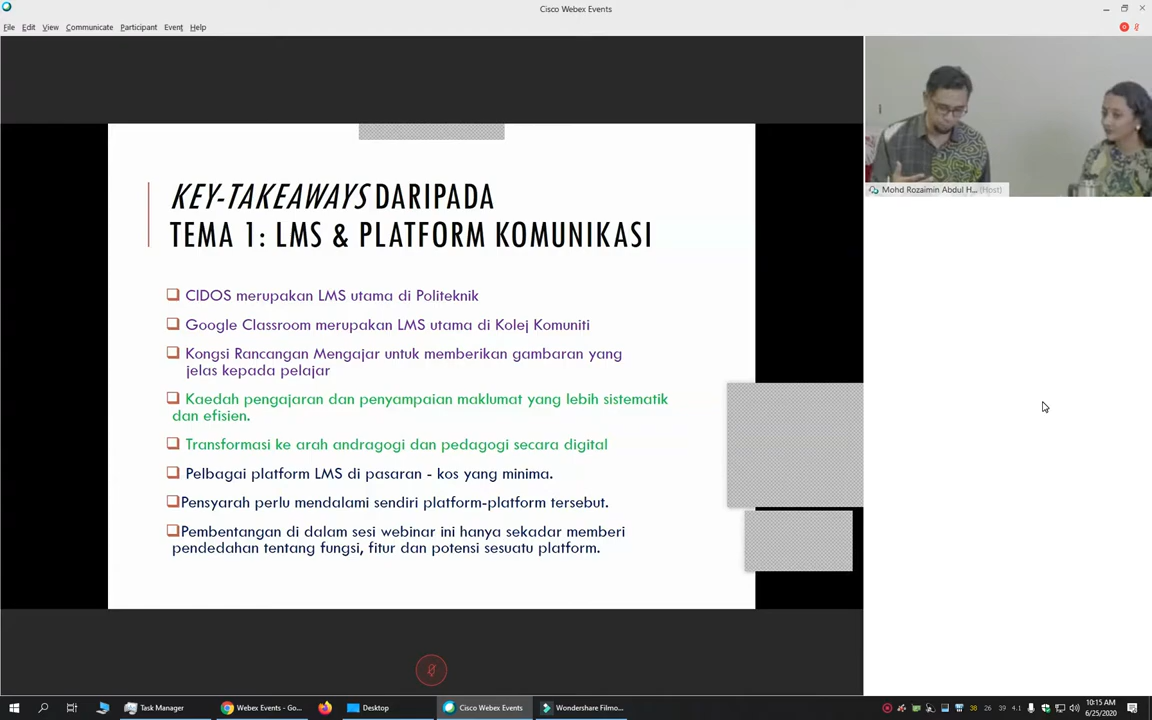 Cisco Webex Events
File Edit View Communicate Participant Event Help
Mohd Rozaimin Abdul H... (Host)
KEY-TAKEAWAYS DARIPADA
TEMA 1: LMS & PLATFORM KOMUNIKASI
CIDOS merupakan LMS utama di Politeknik
Google Classroom merupakan LMS utama di Kolej Komuniti
Kongsi Rancangan Mengajar untuk memberikan gambaran yang
jelas kepada pelajar
Kaedah pengajaran dan penyampaian maklumat yang lebih sistematik
dan efisien.
Transformasi ke arah andragogi dan pedagogi secara digital
Pelbagai platform LMS di pasaran - kos yang minima.
Pensyarah perlu mendalami sendiri platform-platform tersebut.
Pembentangan di dalam sesi webinar ini hanya sekadar memberi
pendedahan tentang fungsi, fitur dan potensi sesuatu platform.
Task Manager Webex Events - Go... Desktop Cisco Webex Events Wondershare Filmo... 38 26 39 4.1 10:15 AM
6/25/2020